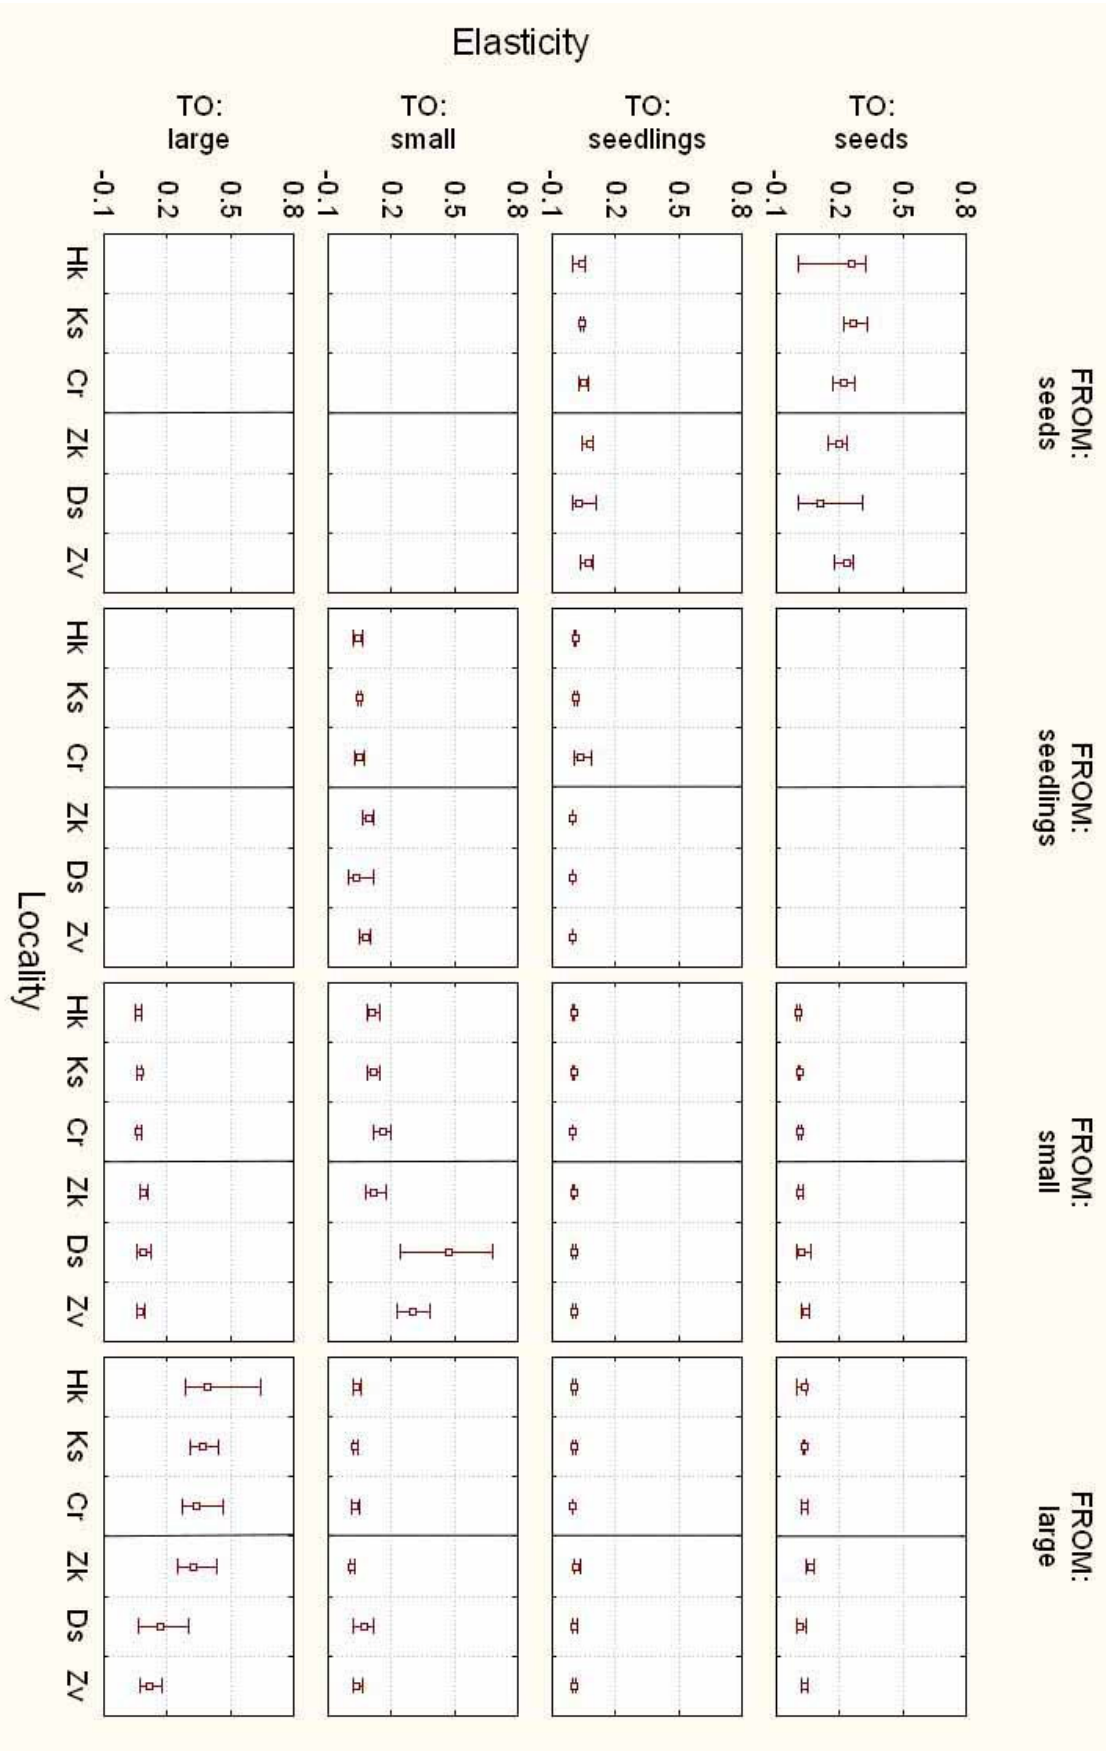 FROM:
seeds
FROM:
seedlings
FROM:
small
FROM:
large
Elasticity
TO:
seeds
0.8
0.5
0.2
-0.1
TO:
seedlings
0.8
0.5
0.2
-0.1
TO:
small
0.8
0.5
0.2
-0.1
TO:
large
0.8
0.5
0.2
-0.1
Hk Ks Cr Zk Ds Zv
Hk Ks Cr Zk Ds Zv
Hk Ks Cr Zk Ds Zv
Hk Ks Cr Zk Ds Zv
Locality